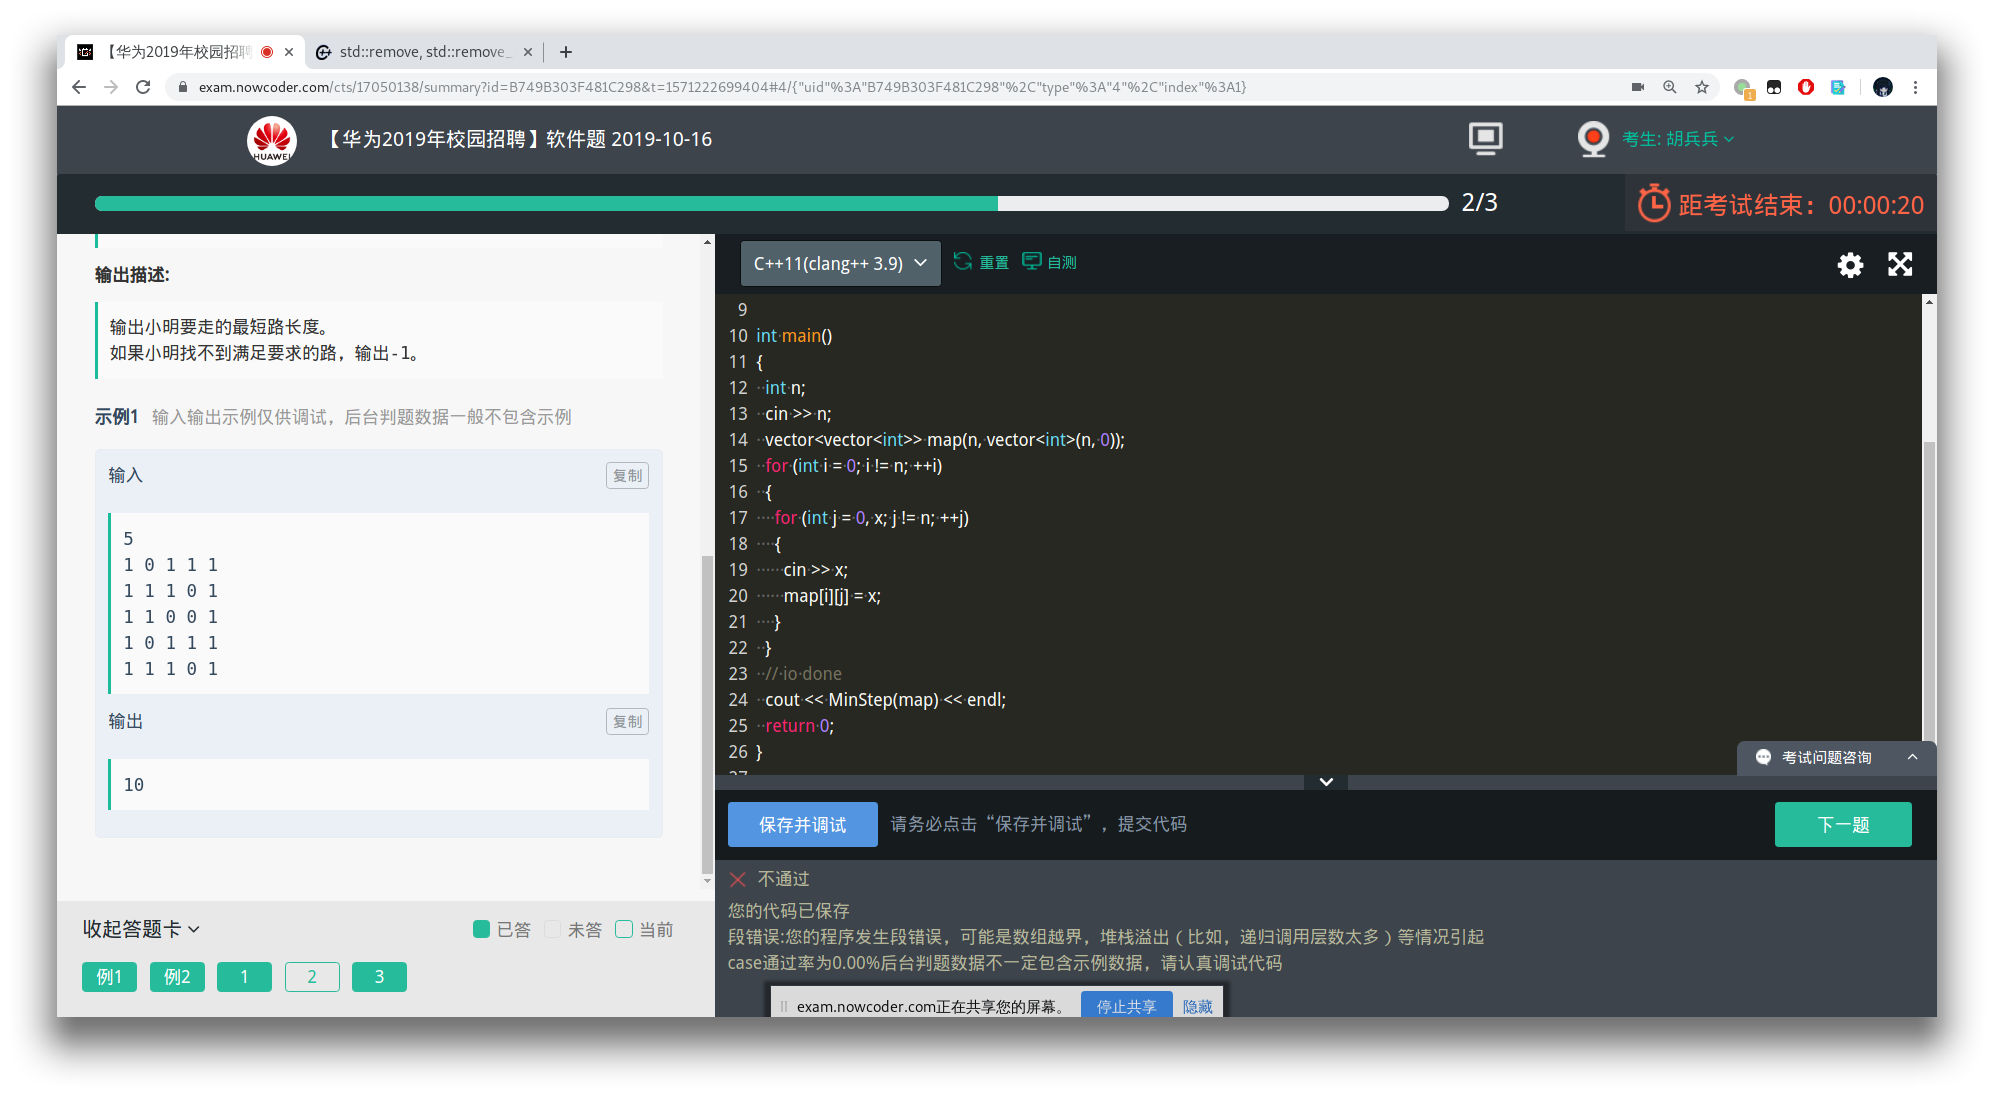 【华为2019年校园招聘
std::remove, std::remove_
exam.nowcoder.com/cts/17050138/summary?id=B749B303F481C298&t=1571222699404#4/{"uid"%3A"B749B303F481C298"%2C"type"%3A"4"%2C"index"%3A1}
1
HUAWEI
【华为2019年校园招聘】软件题 2019-10-16
考生: 胡兵兵
2/3
距考试结束：00:00:20
输出描述:
输出小明要走的最短路长度。
如果小明找不到满足要求的路，输出-1。
示例1 输入输出示例仅供调试，后台判题数据一般不包含示例
输入
复制
5
1 0 1 1 1
1 1 1 0 1
1 1 0 0 1
1 0 1 1 1
1 1 1 0 1
输出
复制
10
收起答题卡
已答 未答 当前
例1 例2 1 2 3
C++11(clang++ 3.9) 重置 自测
9
10 int main()
11 {
12   int n;
13   cin >> n;
14   vector<vector<int>> map(n, vector<int>(n, 0));
15   for (int i = 0; i != n; ++i)
16   {
17     for (int j = 0, x; j != n; ++j)
18     {
19       cin >> x;
20       map[i][j] = x;
21     }
22   }
23   // io done
24   cout << MinStep(map) << endl;
25   return 0;
26 }
27
考试问题咨询
保存并调试 请务必点击“保存并调试”，提交代码
下一题
不通过
您的代码已保存
段错误:您的程序发生段错误，可能是数组越界，堆栈溢出（比如，递归调用层数太多）等情况引起
case通过率为0.00%后台判题数据不一定包含示例数据，请认真调试代码
exam.nowcoder.com正在共享您的屏幕。 停止共享 隐藏